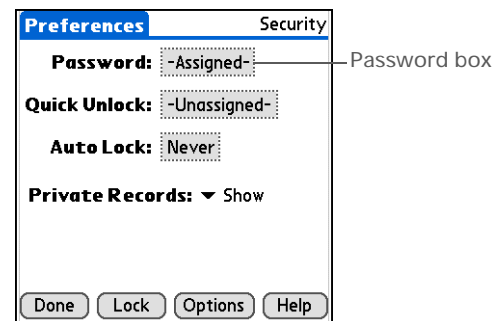 Preferences Security
Password: -Assigned- Password box
Quick Unlock: -Unassigned-
Auto Lock: Never
Private Records: Show
Done Lock Options Help